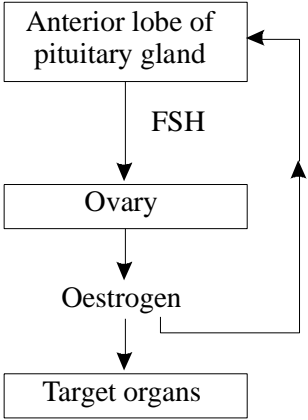 Anterior lobe of
pituitary gland
FSH
Ovary
Oestrogen
Target organs